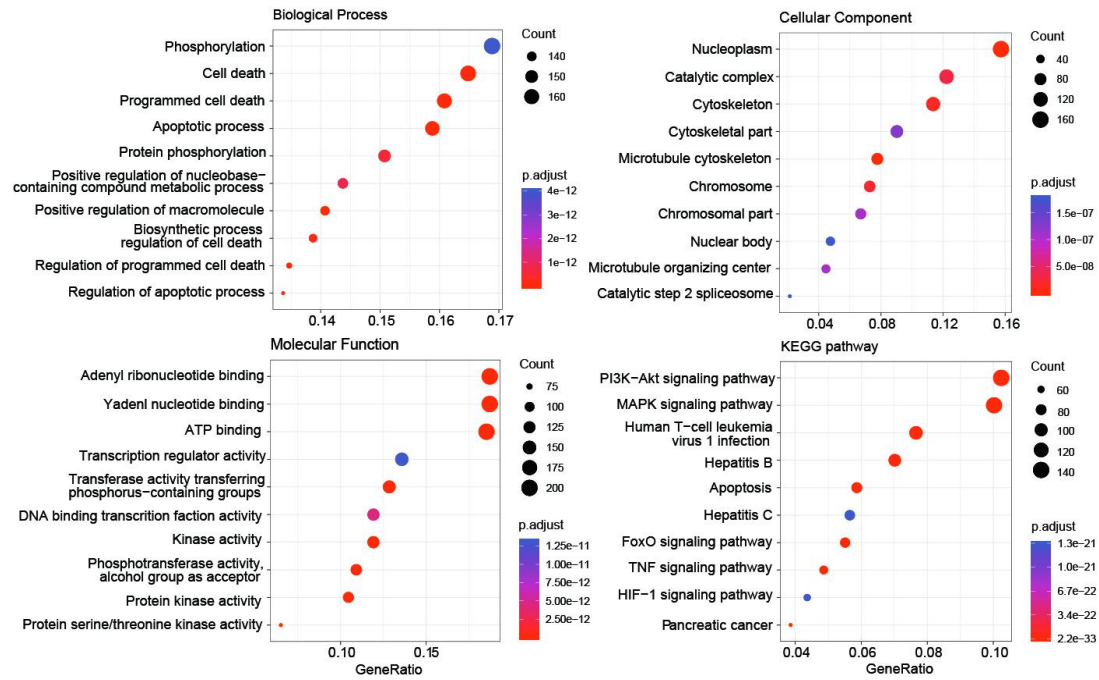 Biological Process
Phosphorylation
Cell death
Programmed cell death
Apoptotic process
Protein phosphorylation
Positive regulation of nucleobase−
containing compound metabolic process
Positive regulation of macromolecule
Biosynthetic process
regulation of cell death
Regulation of programmed cell death
Regulation of apoptotic process
0.14 0.15 0.16 0.17
Count
140
150
160
p.adjust
4e−12
3e−12
2e−12
1e−12
Cellular Component
Nucleoplasm
Catalytic complex
Cytoskeleton
Cytoskeletal part
Microtubule cytoskeleton
Chromosome
Chromosomal part
Nuclear body
Microtubule organizing center
Catalytic step 2 spliceosome
0.04 0.08 0.12 0.16
Count
40
80
120
160
p.adjust
1.5e−07
1.0e−07
5.0e−08
Molecular Function
Adenyl ribonucleotide binding
Yadenl nucleotide binding
ATP binding
Transcription regulator activity
Transferase activity transferring
phosphorus−containing groups
DNA binding transcrition faction activity
Kinase activity
Phosphotransferase activity,
alcohol group as acceptor
Protein kinase activity
Protein serine/threonine kinase activity
0.10 0.15
GeneRatio
Count
75
100
125
150
175
200
p.adjust
1.25e−11
1.00e−11
7.50e−12
5.00e−12
2.50e−12
KEGG pathway
PI3K−Akt signaling pathway
MAPK signaling pathway
Human T−cell leukemia
virus 1 infection
Hepatitis B
Apoptosis
Hepatitis C
FoxO signaling pathway
TNF signaling pathway
HIF−1 signaling pathway
Pancreatic cancer
0.04 0.06 0.08 0.10
GeneRatio
Count
60
80
100
120
140
p.adjust
1.3e−21
1.0e−21
6.7e−22
3.4e−22
2.2e−33